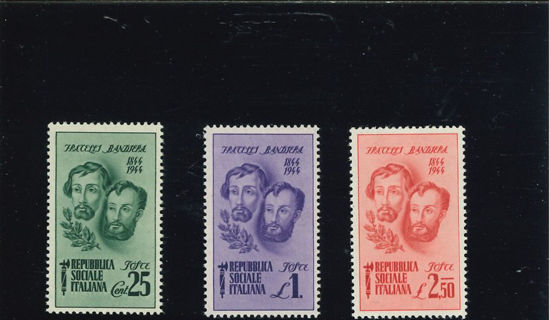 FRATELLI BANDIERA
1844
1944
REPUBBLICA
SOCIALE
ITALIANA
Cent. 25
FRATELLI BANDIERA
1844
1944
REPUBBLICA
SOCIALE
ITALIANA
£ 1.
FRATELLI BANDIERA
1844
1944
REPUBBLICA
SOCIALE
ITALIANA
£ 2,50